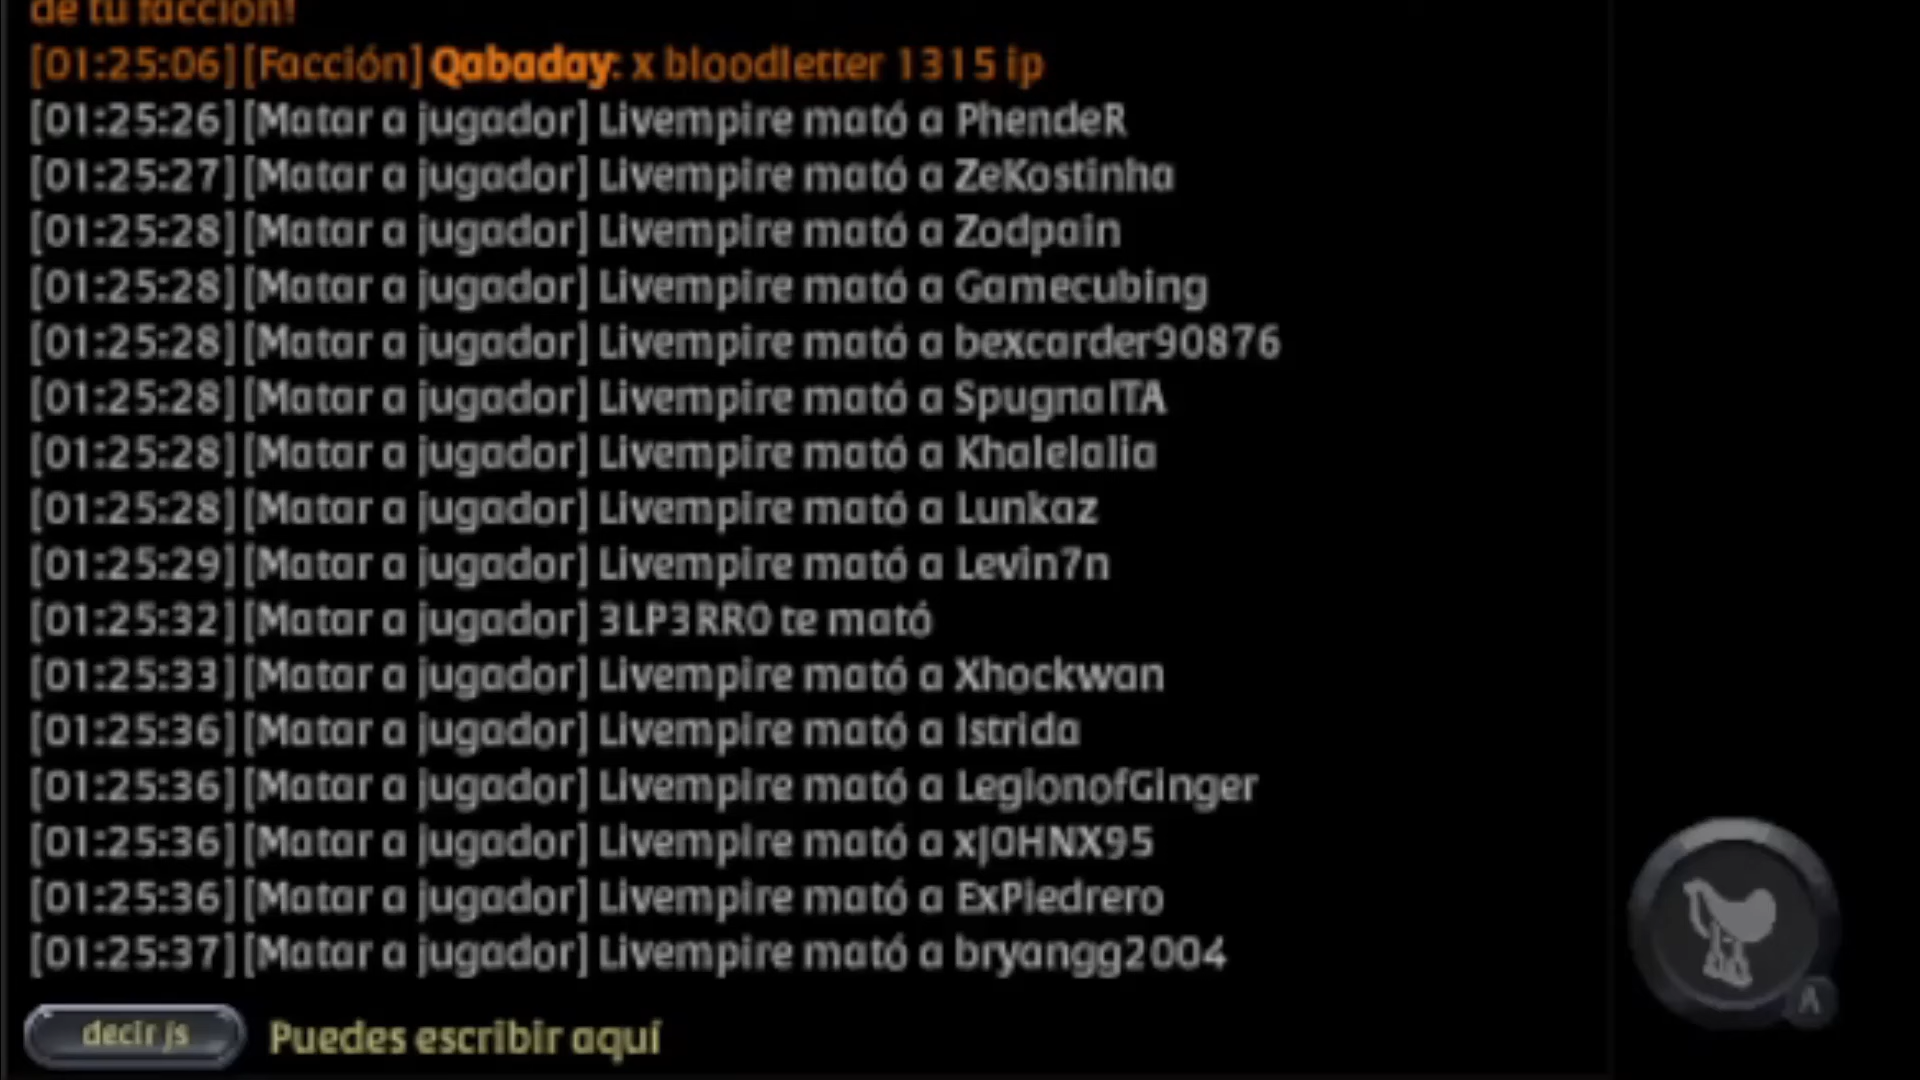 de tu facción!
[01:25:06] [Facción] Qabaday: x bloodletter 1315 ip
[01:25:26] [Matar a jugador] Livempire mató a PhendeR
[01:25:27] [Matar a jugador] Livempire mató a ZeKostinha
[01:25:28] [Matar a jugador] Livempire mató a Zodpain
[01:25:28] [Matar a jugador] Livempire mató a Gamecubing
[01:25:28] [Matar a jugador] Livempire mató a bexcarder90876
[01:25:28] [Matar a jugador] Livempire mató a SpugnaITA
[01:25:28] [Matar a jugador] Livempire mató a Khalelalia
[01:25:28] [Matar a jugador] Livempire mató a Lunkaz
[01:25:29] [Matar a jugador] Livempire mató a Levin7n
[01:25:32] [Matar a jugador] 3LP3RR0 te mató
[01:25:33] [Matar a jugador] Livempire mató a Xhockwan
[01:25:36] [Matar a jugador] Livempire mató a Istrida
[01:25:36] [Matar a jugador] Livempire mató a LegionofGinger
[01:25:36] [Matar a jugador] Livempire mató a xJ0HNX95
[01:25:36] [Matar a jugador] Livempire mató a ExPiedrero
[01:25:37] [Matar a jugador] Livempire mató a bryangg2004
decir js Puedes escribir aquí
A